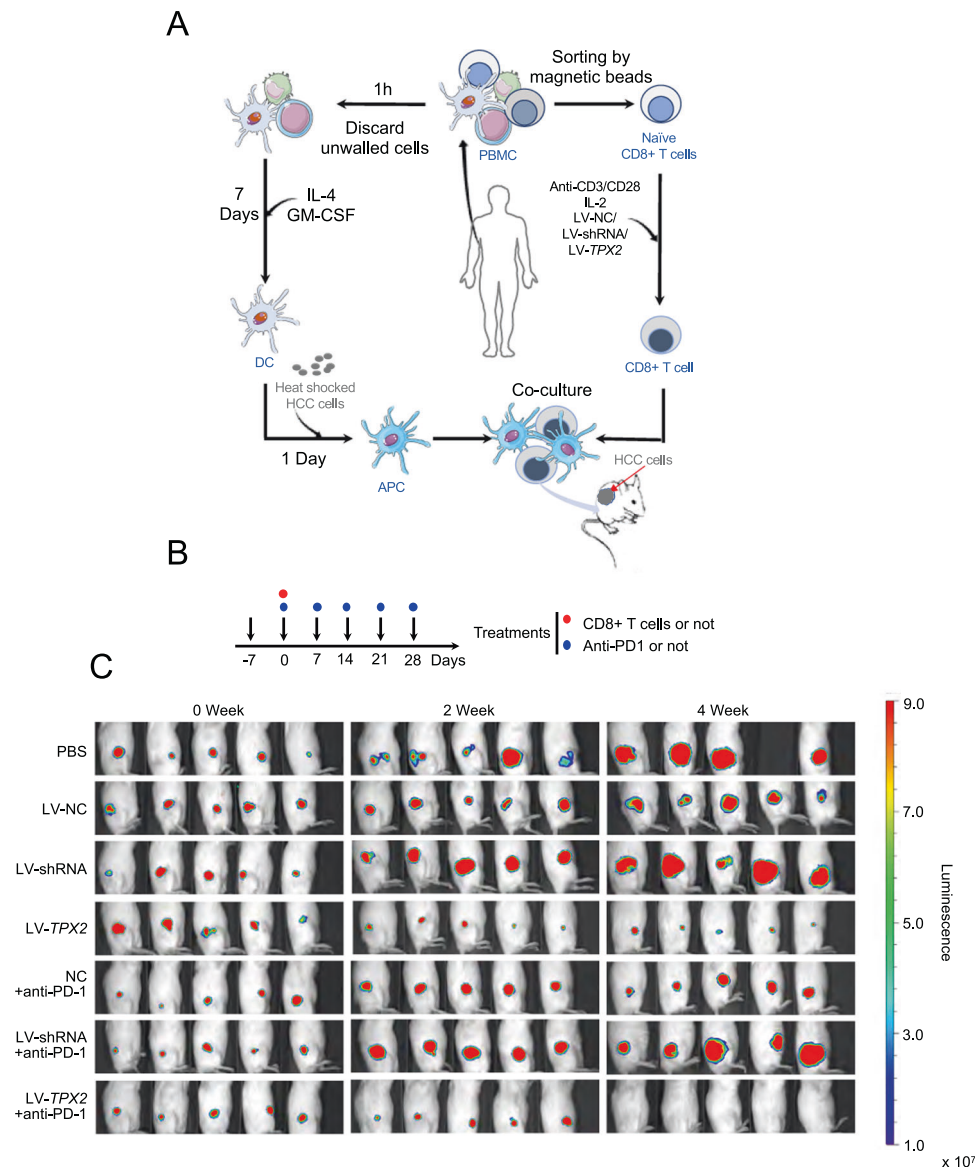 A
Sorting by
magnetic beads
1h
Discard
unwalled cells
PBMC
Naïve
CD8+ T cells
7
Days
IL-4
GM-CSF
Anti-CD3/CD28
IL-2
LV-NC/
LV-shRNA/
LV-TPX2
DC
Heat shocked
HCC cells
CD8+ T cell
Co-culture
1 Day
APC
HCC cells
B
-7 0 7 14 21 28 Days
Treatments
CD8+ T cells or not
Anti-PD1 or not
C
0 Week 2 Week 4 Week
PBS
LV-NC
LV-shRNA
LV-TPX2
NC
+anti-PD-1
LV-shRNA
+anti-PD-1
LV-TPX2
+anti-PD-1
9.0
7.0
5.0
3.0
1.0
Luminescence
x 10⁷